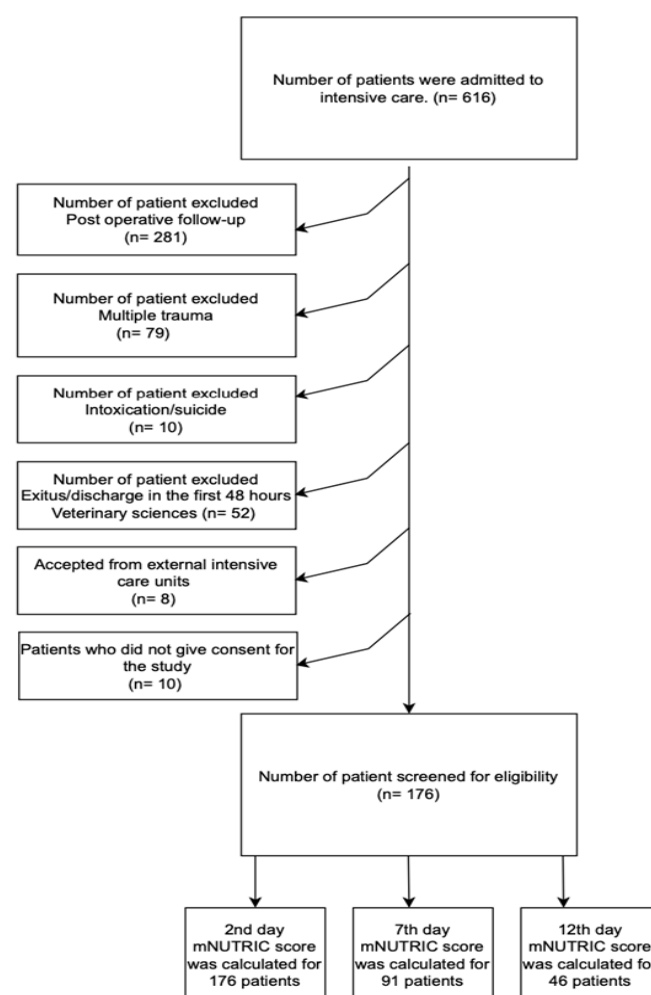 Number of patients were admitted to
intensive care. (n= 616)
Number of patient excluded
Post operative follow-up
(n= 281)
Number of patient excluded
Multiple trauma
(n= 79)
Number of patient excluded
Intoxication/suicide
(n= 10)
Number of patient excluded
Exitus/discharge in the first 48 hours
Veterinary sciences (n= 52)
Accepted from external intensive
care units
(n= 8)
Patients who did not give consent for
the study
(n= 10)
Number of patient screened for eligibility
(n= 176)
2nd day
mNUTRIC score
was calculated for
176 patients
7th day
mNUTRIC score
was calculated for
91 patients
12th day
mNUTRIC score
was calculated for
46 patients